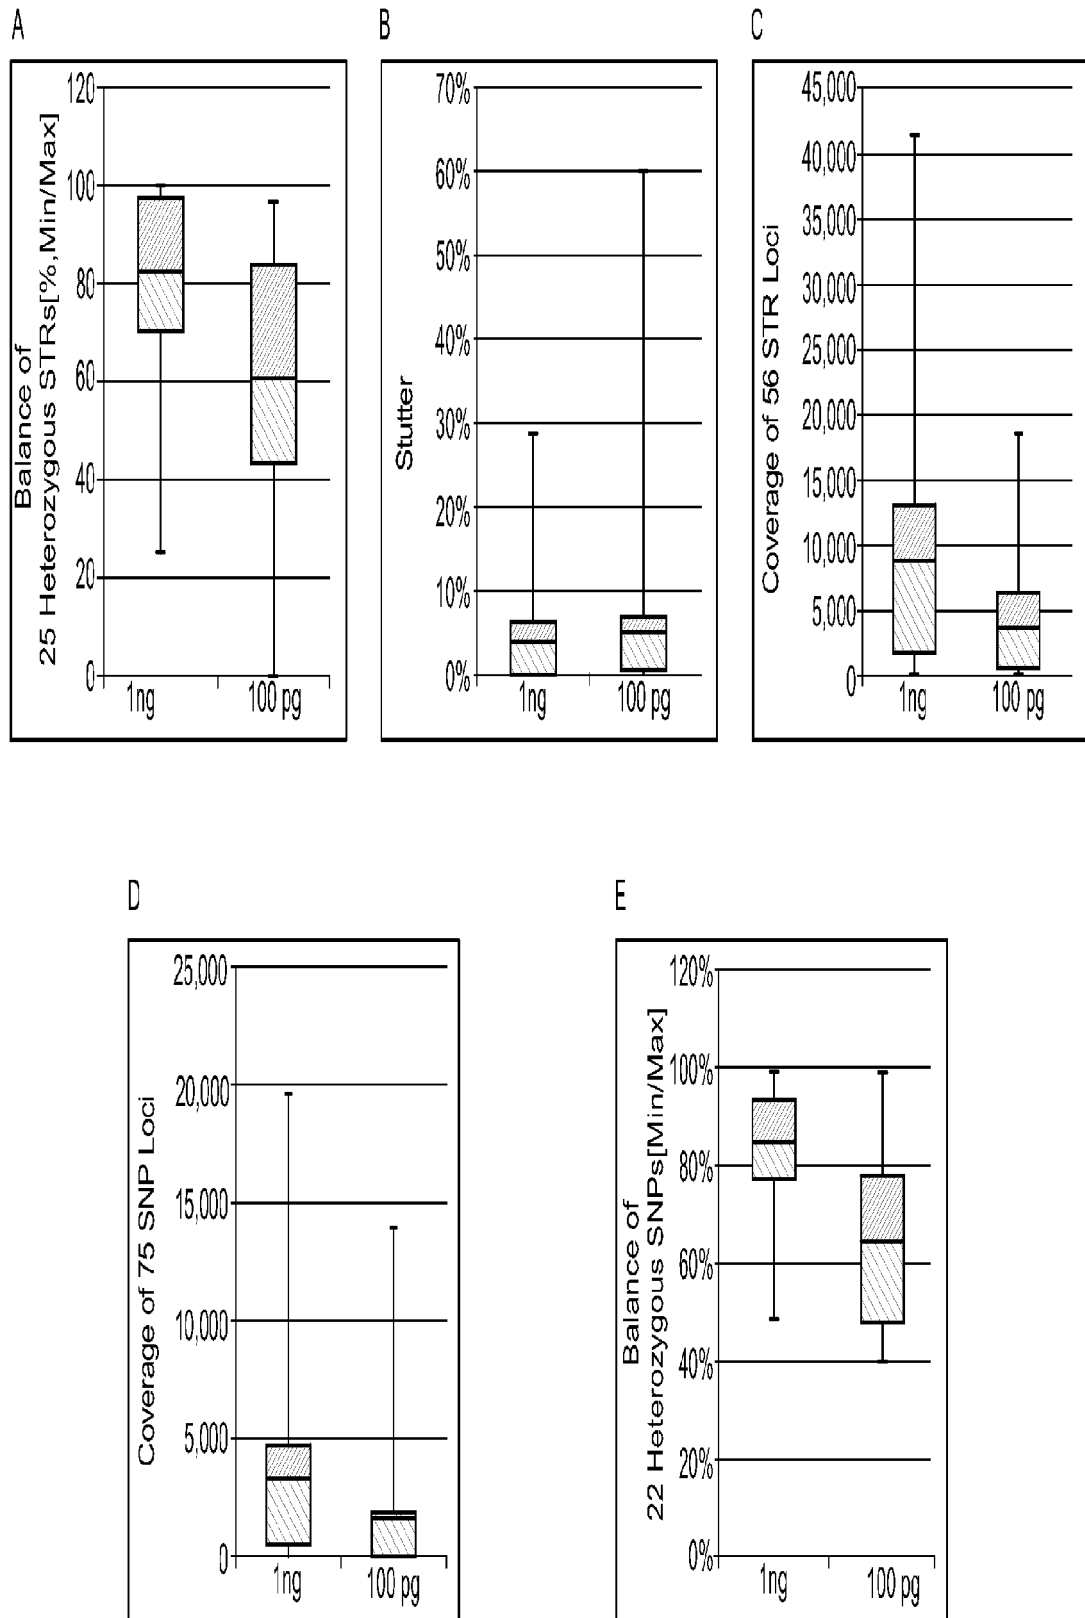 A
Balance of
25 Heterozygous STRs[%,Min/Max]
120
100
80
60
40
20
0
1ng
100 pg
B
Stutter
70%
60%
50%
40%
30%
20%
10%
0%
1ng
100 pg
C
Coverage of 56 STR Loci
45,000
40,000
35,000
30,000
25,000
20,000
15,000
10,000
5,000
0
1ng
100 pg
D
Coverage of 75 SNP Loci
25,000
20,000
15,000
10,000
5,000
0
1ng
100 pg
E
Balance of
22 Heterozygous SNPs[Min/Max]
120%
100%
80%
60%
40%
20%
0%
1ng
100 pg